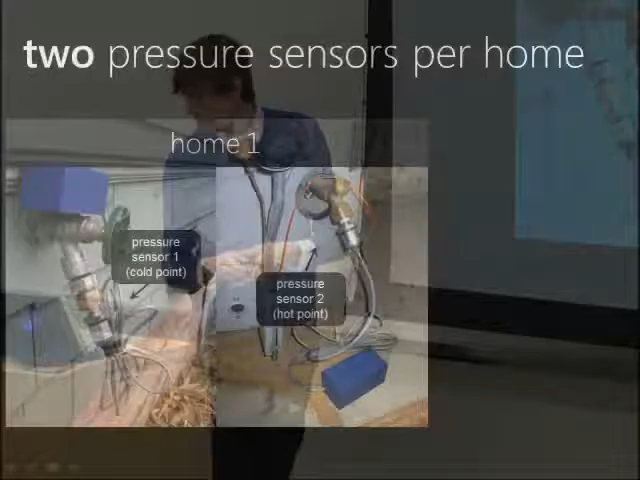 two pressure sensors per home
home 1
pressure
sensor 1
(cold point)
pressure
sensor 2
(hot point)